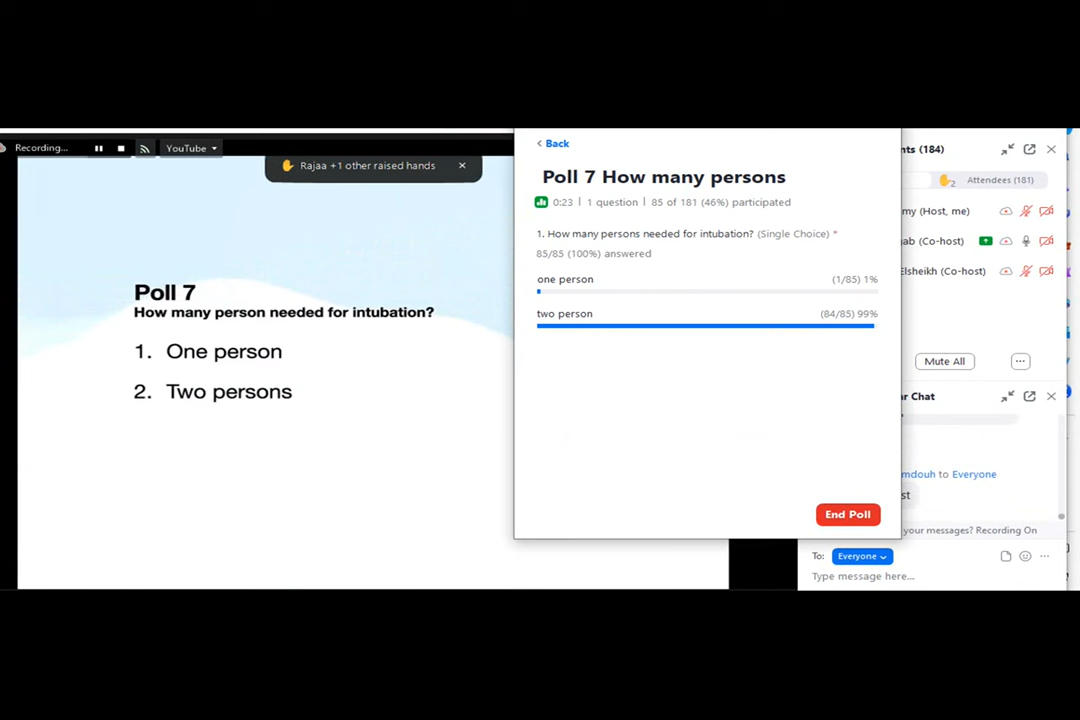 Recording...
YouTube
Rajaa +1 other raised hands
Poll 7
How many person needed for intubation?
1. One person
2. Two persons
Back
Poll 7 How many persons
0:23 | 1 question | 85 of 181 (46%) participated
1. How many persons needed for intubation? (Single Choice) *
85/85 (100%) answered
one person (1/85) 1%
two person (84/85) 99%
End Poll
nts (184)
2
Attendees (181)
my (Host, me)
ab (Co-host)
Elsheikh (Co-host)
Mute All
...
r Chat
mdouh to Everyone
st
your messages? Recording On
To: Everyone
Type message here...